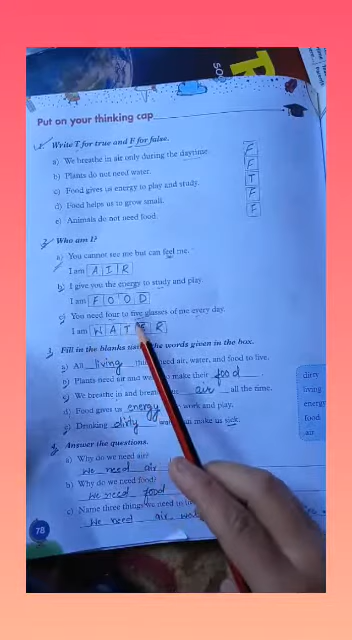 Put on your thinking cap
1. Write T for true and F for false.
a) We breathe in air only during the daytime. F
b) Plants do not need water. F
c) Food gives us energy to play and study. T
d) Food helps us to grow small. F
e) Animals do not need food. F
2. Who am I?
a) You cannot see me but can feel me.
I am A I R
b) I give you the energy to study and play.
I am F O O D
c) You need four to five glasses of me every day.
I am W A T E R
3. Fill in the blanks using the words given in the box.
a) All living need air, water, and food to live.
b) Plants need air and to make their food.
c) We breathe in and breathe air all the time.
d) Food gives us energy work and play.
e) Drinking dirty can make us sick.
dirty
living
energy
food
air
4. Answer the questions.
a) Why do we need air?
We need air
b) Why do we need food?
We need food
c) Name three things we need to
We need air,
78